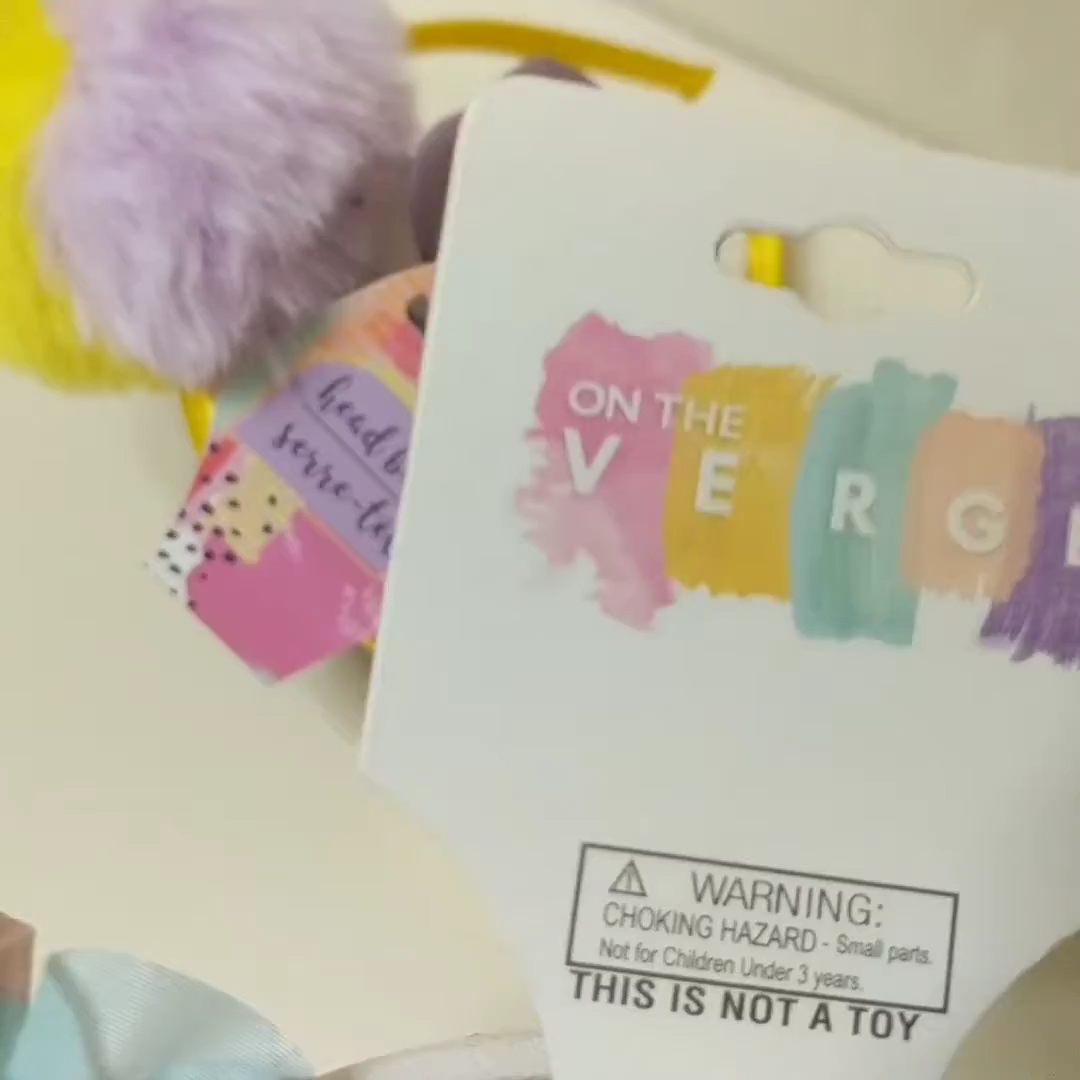 ON THE
VERG
WARNING:
CHOKING HAZARD - Small parts.
Not for Children Under 3 years.
THIS IS NOT A TOY